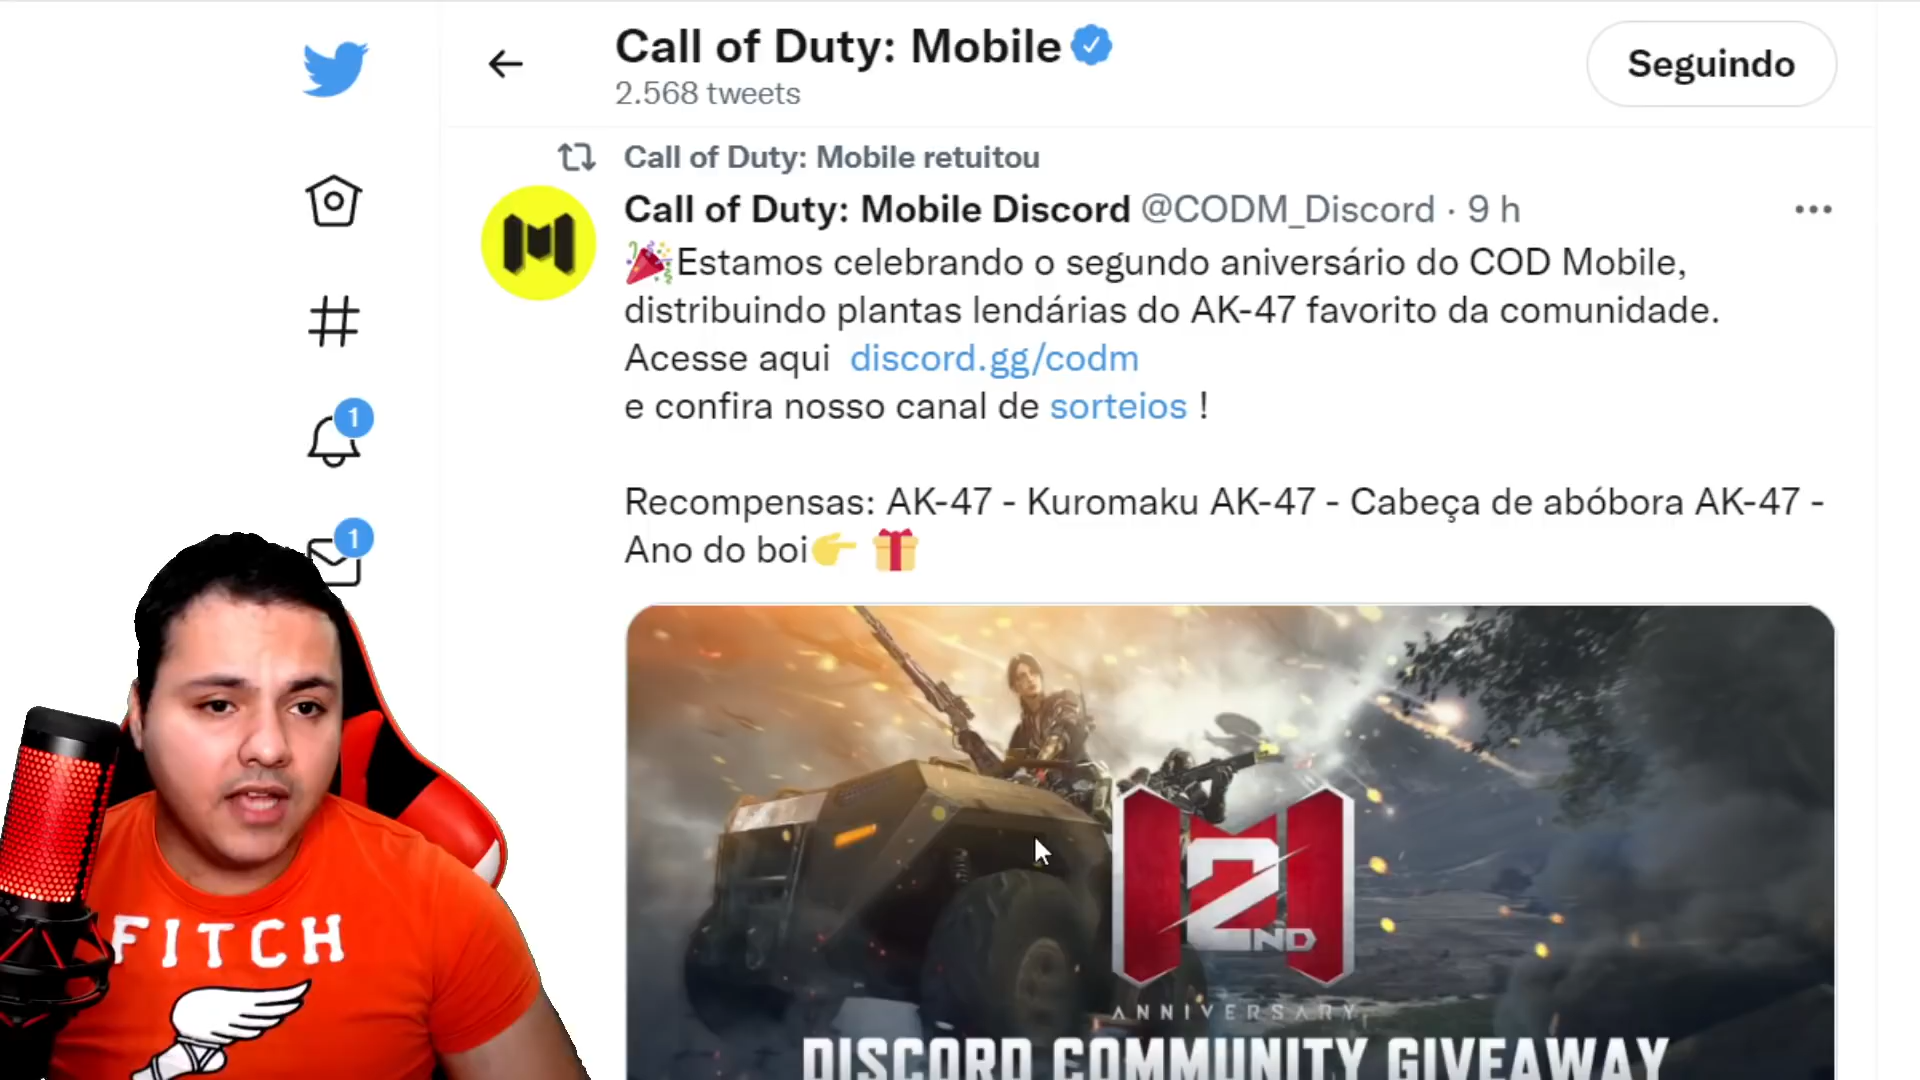 Call of Duty: Mobile
2.568 tweets
Seguindo
Call of Duty: Mobile retuitou
Call of Duty: Mobile Discord @CODM_Discord · 9 h
Estamos celebrando o segundo aniversário do COD Mobile,
distribuindo plantas lendárias do AK-47 favorito da comunidade.
Acesse aqui discord.gg/codm
e confira nosso canal de sorteios !
Recompensas: AK-47 - Kuromaku AK-47 - Cabeça de abóbora AK-47 -
Ano do boi
1
1
2ND
ANNIVERSARY
DISCORD COMMUNITY GIVEAWAY
FITCH